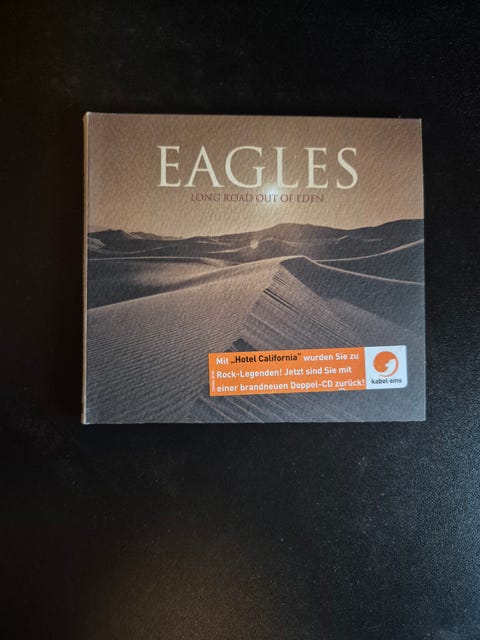 EAGLES
LONG ROAD OUT OF EDEN
Mit „Hotel California" wurden Sie zu
Rock-Legenden! Jetzt sind Sie mit
einer brandneuen Doppel-CD zurück!
kabel eins